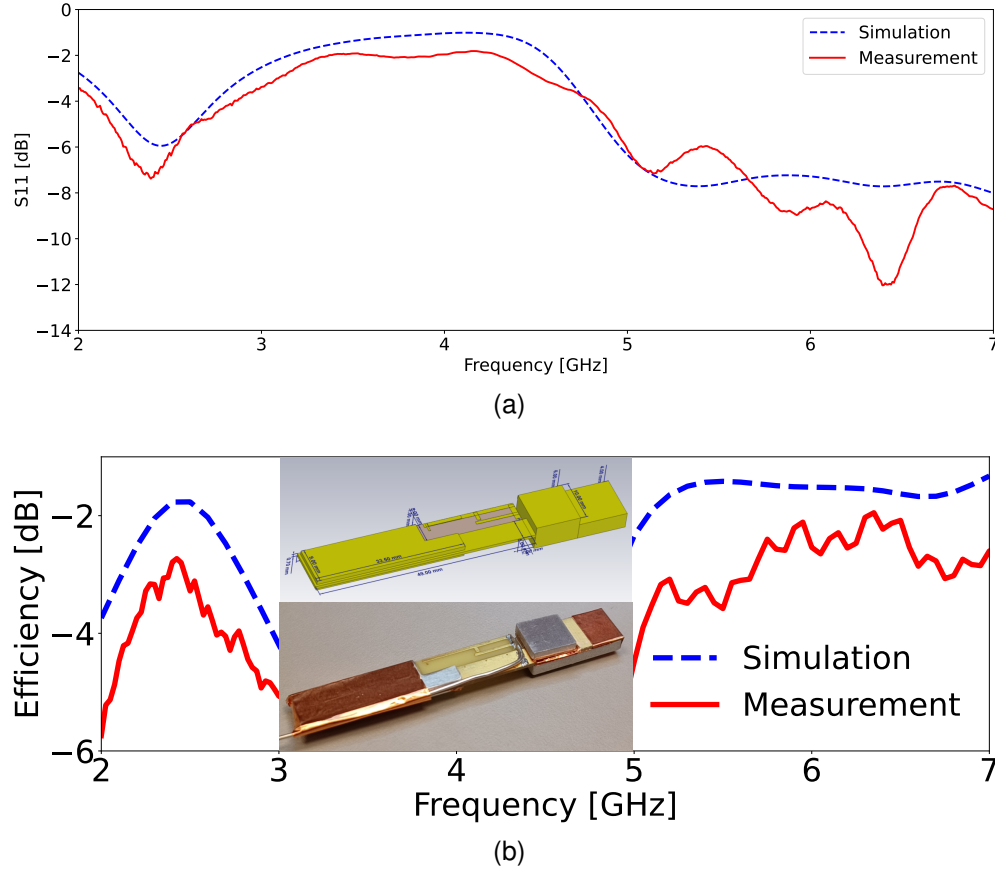 0
−2
−4
−6
−8
−10
−12
−14
S11 [dB]
Simulation
Measurement
2 3 4 5 6 7
Frequency [GHz]
(a)
−2
−4
−6
Efficiency [dB]
53.90 mm
60.00 mm
Simulation
Measurement
2 3 4 5 6 7
Frequency [GHz]
(b)